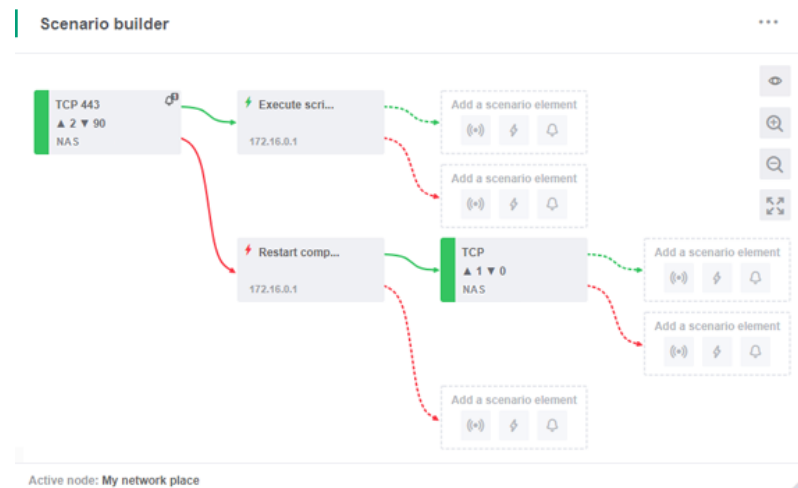 Scenario builder
TCP 443
▲ 2 ▼ 90
NAS
Execute scri...
172.16.0.1
Add a scenario element
Add a scenario element
Restart comp...
172.16.0.1
TCP
▲ 1 ▼ 0
NAS
Add a scenario element
Add a scenario element
Add a scenario element
Active node: My network place